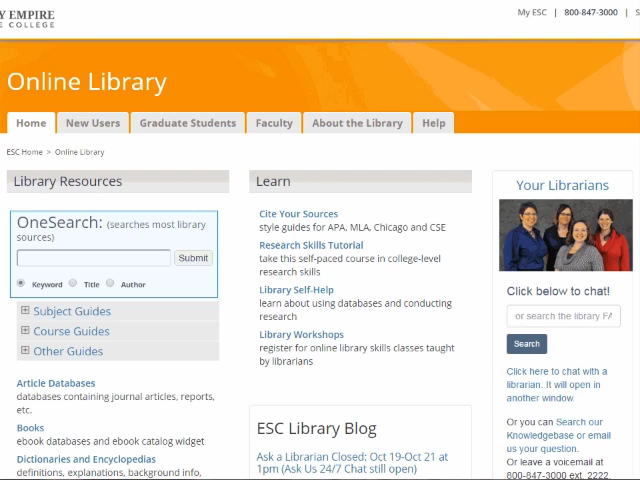 EMPIRE
COLLEGE
My ESC | 800-847-3000 |
Online Library
Home New Users Graduate Students Faculty About the Library Help
ESC Home > Online Library
Library Resources
OneSearch: (searches most library
sources)
Submit
Keyword Title Author
Subject Guides
Course Guides
Other Guides
Article Databases
databases containing journal articles, reports,
etc.
Books
ebook databases and ebook catalog widget
Dictionaries and Encyclopedias
definitions, explanations, background info,
Learn
Cite Your Sources
style guides for APA, MLA, Chicago and CSE
Research Skills Tutorial
take this self-paced course in college-level
research skills
Library Self-Help
learn about using databases and conducting
research
Library Workshops
register for online library skills classes taught
by librarians
ESC Library Blog
Ask a Librarian Closed: Oct 19-Oct 21 at
1pm (Ask Us 24/7 Chat still open)
Your Librarians
Click below to chat!
or search the library FA
Search
Click here to chat with a
librarian. It will open in
another window
Or you can Search our
Knowledgebase or email
us your question.
Or leave a voicemail at
800-847-3000 ext. 2222.